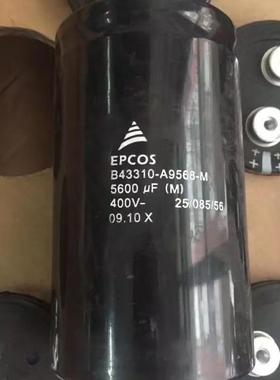 EPCOS
B43310-A9568-M
5600 µF (M)
400V- 25/085/56
09.10 X